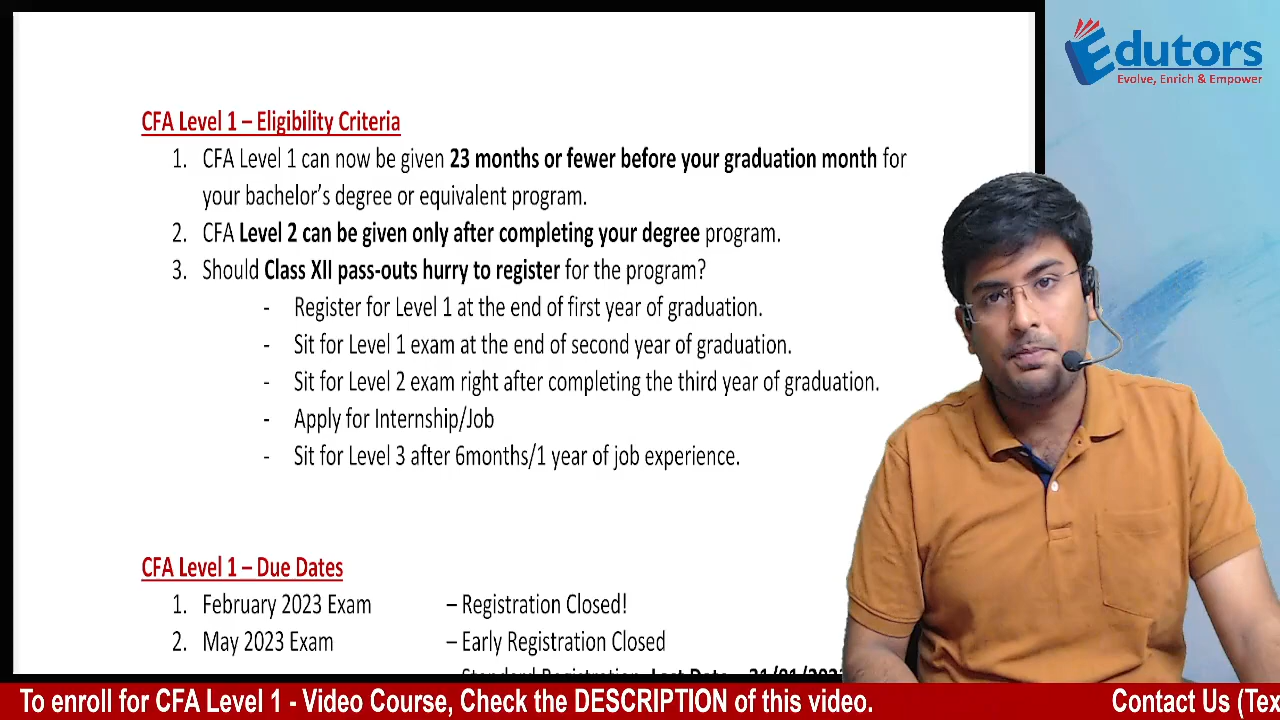 Edutors
Evolve, Enrich & Empower
CFA Level 1 – Eligibility Criteria
1. CFA Level 1 can now be given 23 months or fewer before your graduation month for
your bachelor's degree or equivalent program.
2. CFA Level 2 can be given only after completing your degree program.
3. Should Class XII pass-outs hurry to register for the program?
- Register for Level 1 at the end of first year of graduation.
- Sit for Level 1 exam at the end of second year of graduation.
- Sit for Level 2 exam right after completing the third year of graduation.
- Apply for Internship/Job
- Sit for Level 3 after 6months/1 year of job experience.
CFA Level 1 – Due Dates
1. February 2023 Exam – Registration Closed!
2. May 2023 Exam – Early Registration Closed
Standard Registration Last Date
To enroll for CFA Level 1 - Video Course, Check the DESCRIPTION of this video. Contact Us (Tex